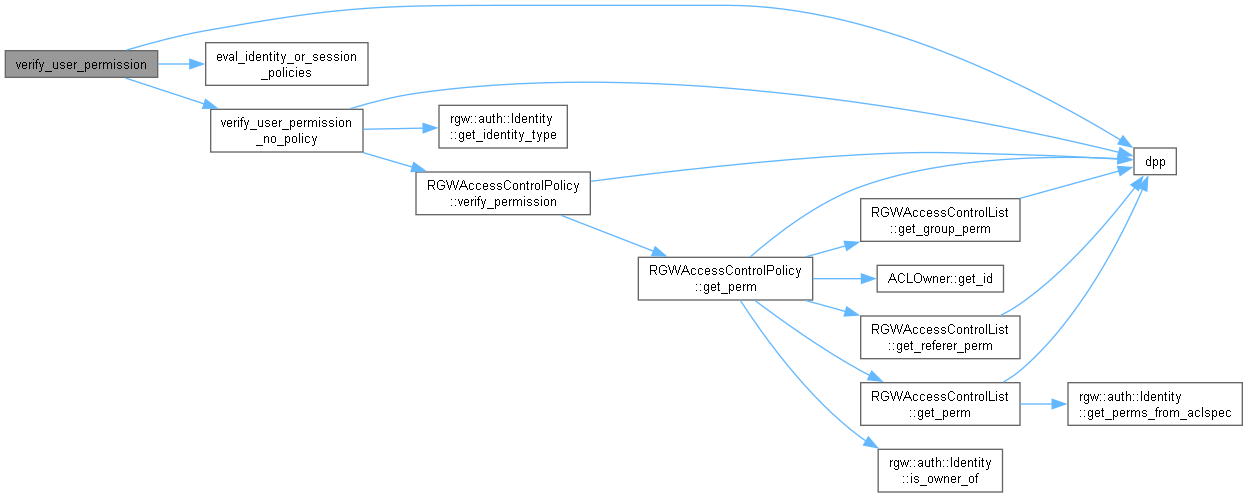 verify_user_permission
eval_identity_or_session
_policies
verify_user_permission
_no_policy
rgw::auth::Identity
::get_identity_type
dpp
RGWAccessControlPolicy
::verify_permission
RGWAccessControlList
::get_group_perm
RGWAccessControlPolicy
::get_perm
ACLOwner::get_id
RGWAccessControlList
::get_referer_perm
RGWAccessControlList
::get_perm
rgw::auth::Identity
::get_perms_from_aclspec
rgw::auth::Identity
::is_owner_of